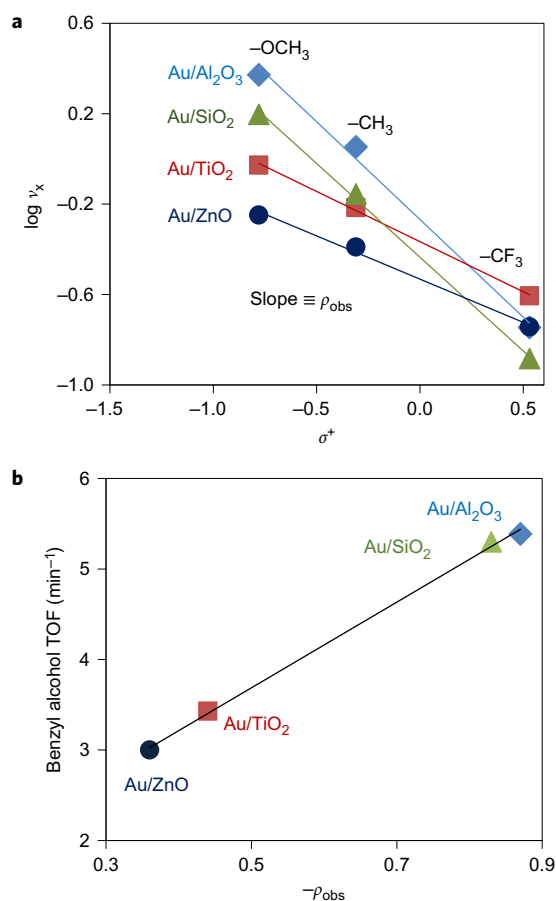 a
0.6
0.2
−0.2
−0.6
−1.0
log νx
−OCH3
Au/Al2O3
Au/SiO2
−CH3
Au/TiO2
Au/ZnO
−CF3
Slope ≡ ρobs
−1.5
−1.0
−0.5
0.0
0.5
σ+
b
6
5
4
3
2
Benzyl alcohol TOF (min−1)
Au/Al2O3
Au/SiO2
Au/TiO2
Au/ZnO
0.3
0.5
0.7
0.9
−ρobs